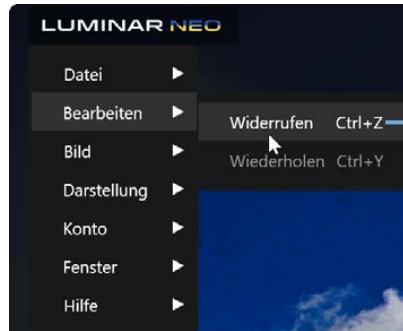 LUMINAR NEO
Datei
Bearbeiten
Widerrufen Ctrl+Z
Bild
Wiederholen Ctrl+Y
Darstellung
Konto
Fenster
Hilfe